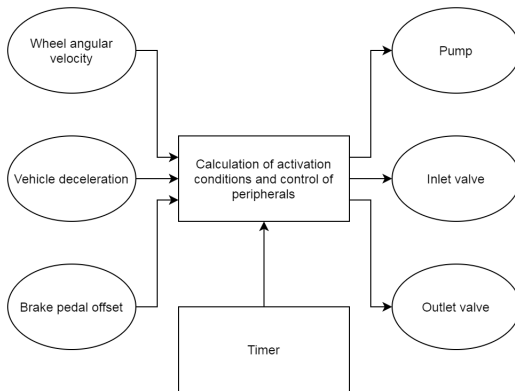 Wheel angular
velocity
Pump
Vehicle deceleration
Calculation of activation
conditions and control of
peripherals
Inlet valve
Brake pedal offset
Outlet valve
Timer